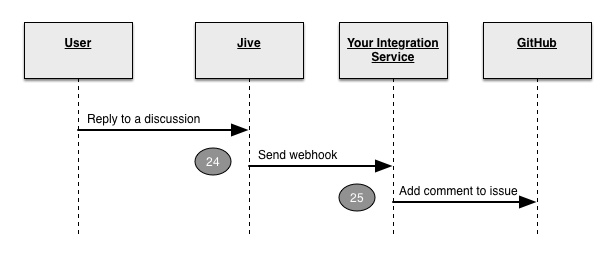 User
Jive
Your Integration
Service
GitHub
Reply to a discussion
24
Send webhook
25
Add comment to issue